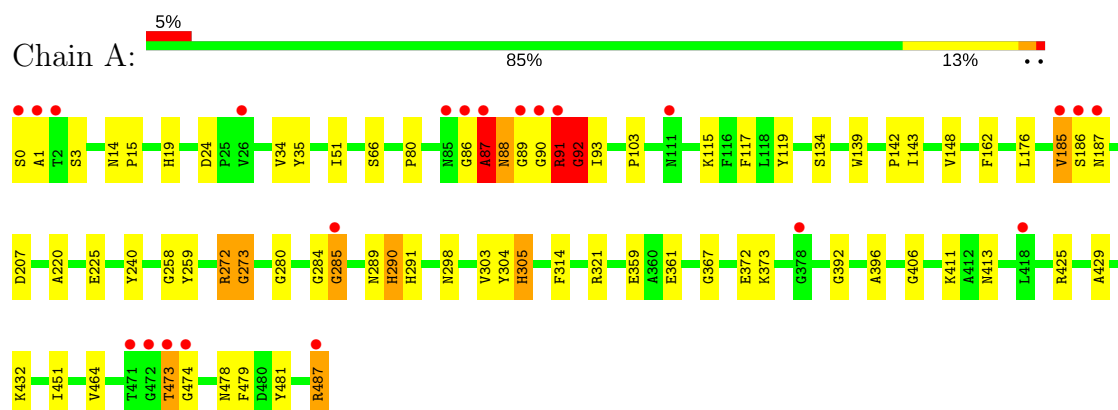 5%
Chain A:
85% 13% • •
S0 A1 T2 S3 N14 P15 H19 D24 P25 V26 V34 Y35 I51 S66 P80 N85 G86 A87 N88 G89 G90 R91 G92 I93 P103 N111 K115 F116 F117 L118 Y119 S134 W139 P142 I143 V148 F162 L176 V185 S186 N187
D207 A220 E225 Y240 G258 Y259 R272 G273 G280 G284 G285 N289 H290 H291 N298 V303 Y304 H305 F314 R321 E359 A360 E361 G367 E372 K373 G378 G392 A396 G406 K411 A412 N413 L418 R425 A429
K432 I451 V464 T471 G472 T473 G474 N478 F479 D480 Y481 R487